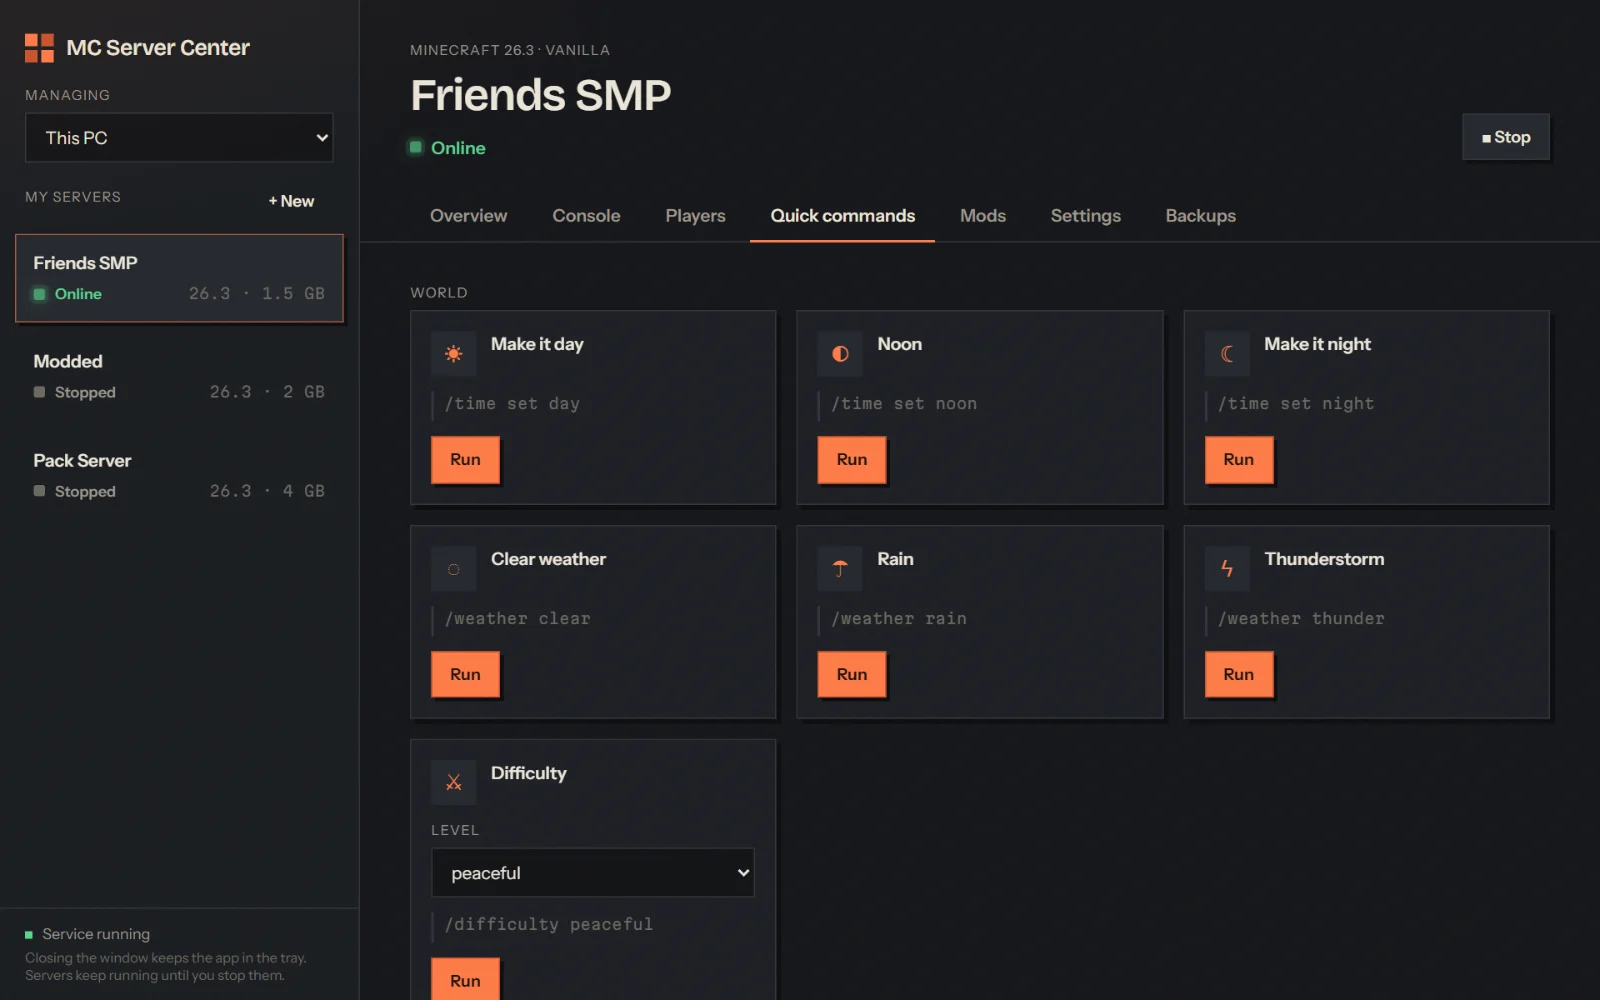 MC Server Center
MANAGING
This PC
MY SERVERS
+ New
Friends SMP
Online
26.3 · 1.5 GB
Modded
Stopped
26.3 · 2 GB
Pack Server
Stopped
26.3 · 4 GB
Service running
Closing the window keeps the app in the tray.
Servers keep running until you stop them.
MINECRAFT 26.3 · VANILLA
Friends SMP
Online
Stop
Overview
Console
Players
Quick commands
Mods
Settings
Backups
WORLD
Make it day
/time set day
Run
Noon
/time set noon
Run
Make it night
/time set night
Run
Clear weather
/weather clear
Run
Rain
/weather rain
Run
Thunderstorm
/weather thunder
Run
Difficulty
LEVEL
peaceful
/difficulty peaceful
Run